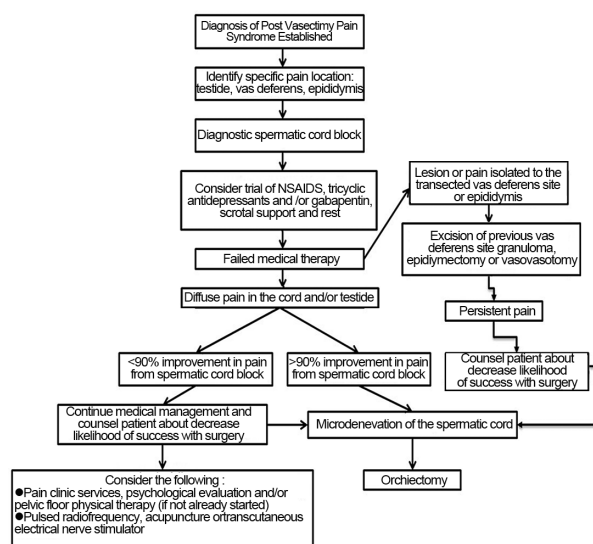 Diagnosis of Post Vasectimy Pain
Syndrome Established
Identify specific pain location:
testide, vas deferens, epididymis
Diagnostic spermatic cord block
Consider trial of NSAIDS, tricyclic
antidepressants and /or gabapentin,
scrotal support and rest
Failed medical therapy
Lesion or pain isolated to the
transected vas deferens site
or epididymis
Excision of previous vas
deferens site granuloma,
epidiymectomy or vasovasotomy
Persistent pain
Counsel patient about
decrease likelihood
of success with surgery
Diffuse pain in the cord and/or testide
<90% improvement in pain
from spermatic cord block
>90% improvement in pain
from spermatic cord block
Continue medical management and
counsel patient about decrease
likelihood of success with surgery
Microdenevation of the spermatic cord
Orchiectomy
Consider the following :
●Pain clinic services, psychological evaluation and/or
pelvic floor physical therapy (if not already started)
●Pulsed radiofrequency, acupuncture ortranscutaneous
electrical nerve stimulator